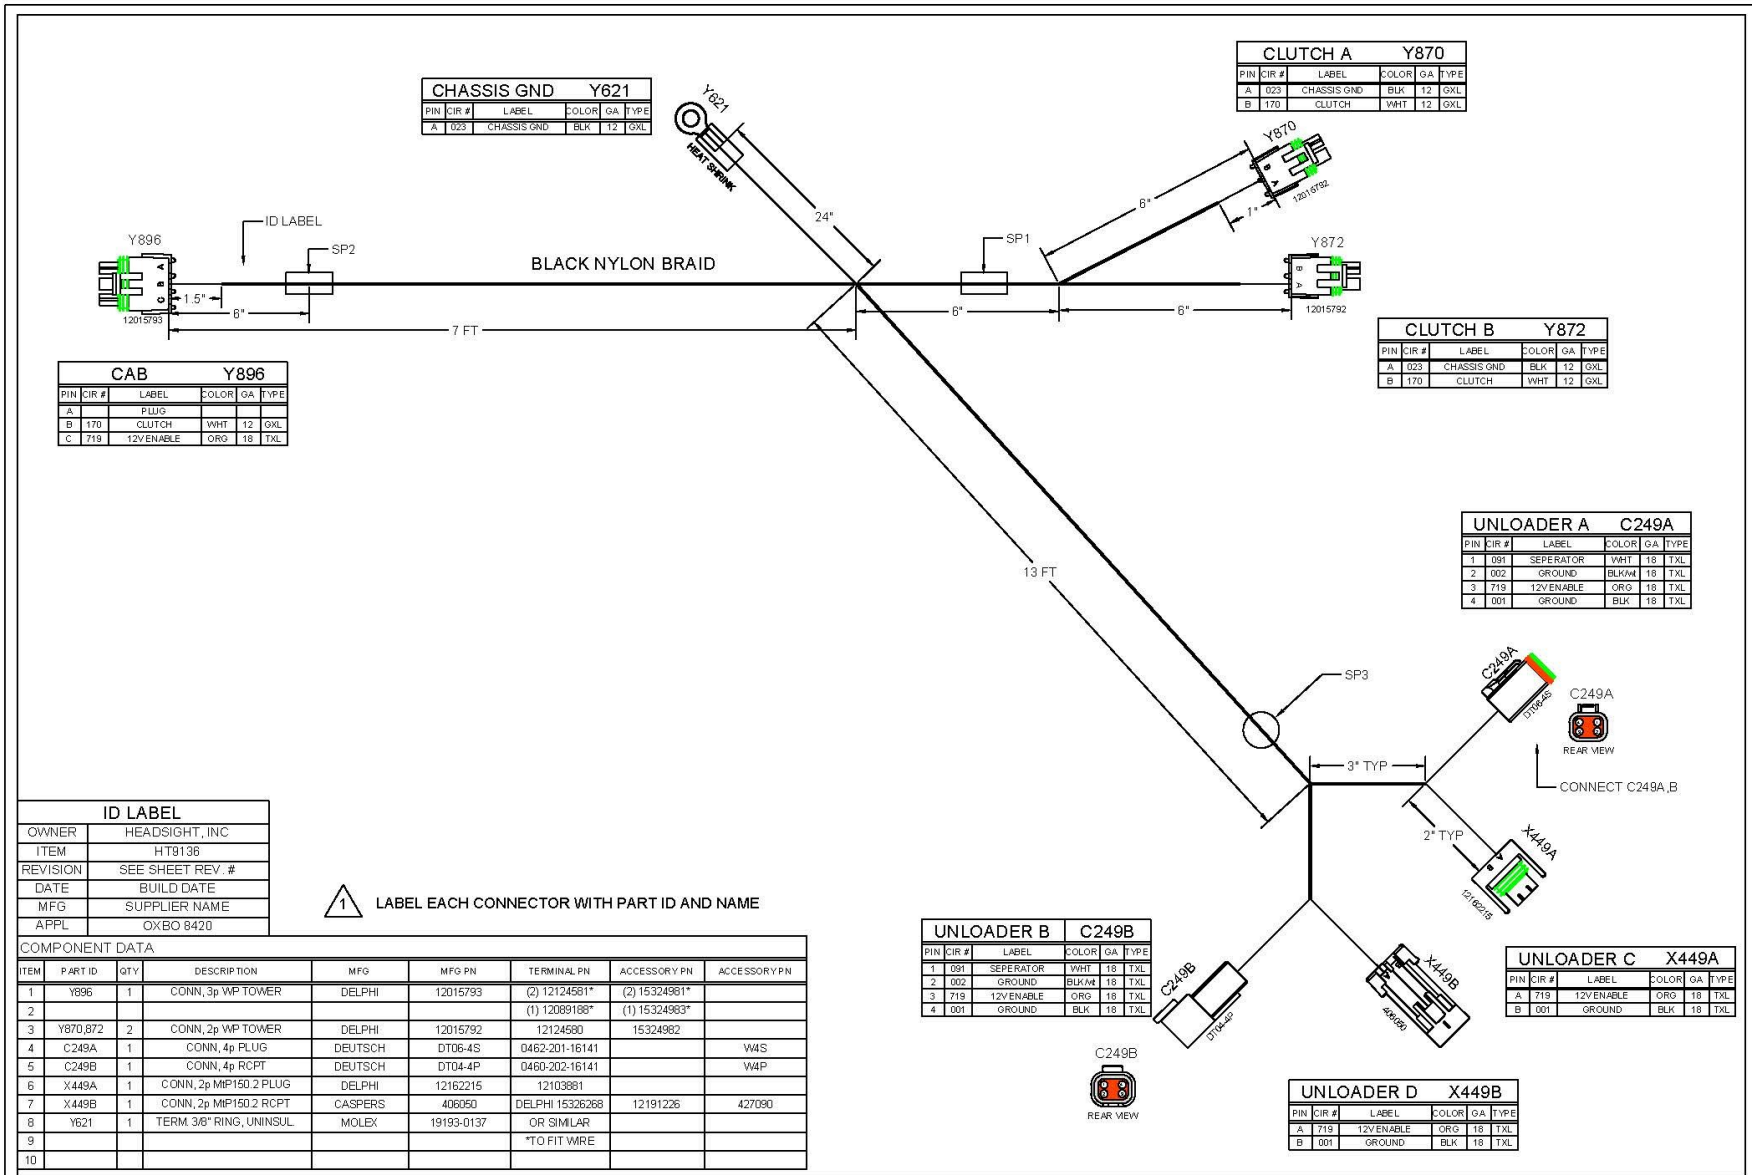 CLUTCH A Y870
PIN CIR # LABEL COLOR GA TYPE
A 023 CHASSIS GND BLK 12 GXL
B 170 CLUTCH WHT 12 GXL
CHASSIS GND Y621
PIN CIR # LABEL COLOR GA TYPE
A 023 CHASSIS GND BLK 12 GXL
Y621
HEAT SHRINK
24"
Y870
B
A
12015792
6"
1"
ID LABEL
Y896
A
B
C
12015793
SP2
BLACK NYLON BRAID
SP1
Y872
B
A
12015792
1.5"
6"
7 FT
6"
6"
CLUTCH B Y872
PIN CIR # LABEL COLOR GA TYPE
A 023 CHASSIS GND BLK 12 GXL
B 170 CLUTCH WHT 12 GXL
CAB Y896
PIN CIR # LABEL COLOR GA TYPE
A PLUG
B 170 CLUTCH WHT 12 GXL
C 719 12V ENABLE ORG 18 TXL
13 FT
UNLOADER A C249A
PIN CIR # LABEL COLOR GA TYPE
1 091 SEPERATOR WHT 18 TXL
2 002 GROUND BLK/wt 18 TXL
3 719 12V ENABLE ORG 18 TXL
4 001 GROUND BLK 18 TXL
SP3
C249A
DT06-4S
C249A
REAR VIEW
3" TYP
CONNECT C249A,B
2" TYP
X449A
A
B
12162215
ID LABEL
OWNER HEADSIGHT, INC
ITEM HT9136
REVISION SEE SHEET REV. #
DATE BUILD DATE
MFG SUPPLIER NAME
APPL OXBO 8420
1 LABEL EACH CONNECTOR WITH PART ID AND NAME
UNLOADER B C249B
PIN CIR # LABEL COLOR GA TYPE
1 091 SEPERATOR WHT 18 TXL
2 002 GROUND BLK/wt 18 TXL
3 719 12V ENABLE ORG 18 TXL
4 001 GROUND BLK 18 TXL
C249B
DT04-4P
X449B
406050
UNLOADER C X449A
PIN CIR # LABEL COLOR GA TYPE
A 719 12V ENABLE ORG 18 TXL
B 001 GROUND BLK 18 TXL
C249B
REAR VIEW
UNLOADER D X449B
PIN CIR # LABEL COLOR GA TYPE
A 719 12V ENABLE ORG 18 TXL
B 001 GROUND BLK 18 TXL
COMPONENT DATA
ITEM PART ID QTY DESCRIPTION MFG MFG PN TERMINAL PN ACCESSORY PN ACCESSORY PN
1 Y896 1 CONN, 3p WP TOWER DELPHI 12015793 (2) 12124581* (2) 15324981*
2 (1) 12089188* (1) 15324983*
3 Y870,872 2 CONN, 2p WP TOWER DELPHI 12015792 12124580 15324982
4 C249A 1 CONN, 4p PLUG DEUTSCH DT06-4S 0462-201-16141 W4S
5 C249B 1 CONN, 4p RCPT DEUTSCH DT04-4P 0460-202-16141 W4P
6 X449A 1 CONN, 2p MtP150.2 PLUG DELPHI 12162215 12103881
7 X449B 1 CONN, 2p MtP150.2 RCPT CASPERS 406050 DELPHI 15326268 12191226 427090
8 Y621 1 TERM. 3/8" RING, UNINSUL. MOLEX 19193-0137 OR SIMILAR
9 *TO FIT WIRE
10